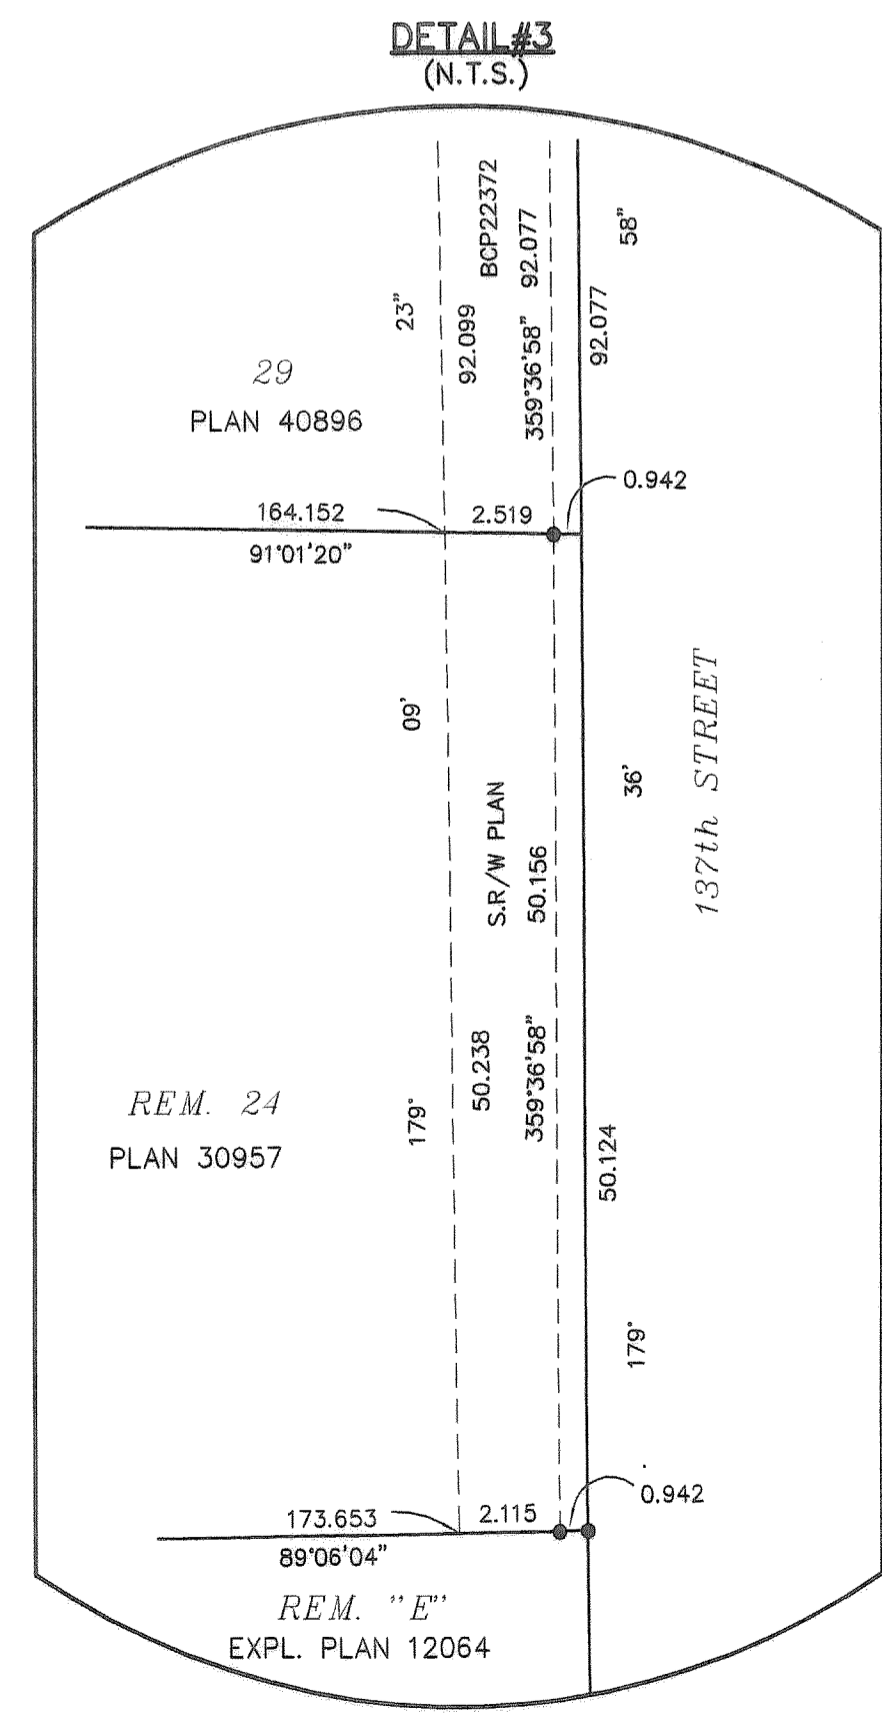 DETAIL#3
(N.T.S.)
BCP22372
58"
92.077
23"
92.099
92.077
359°36'58"
29
PLAN 40896
0.942
164.152
2.519
91°01'20"
09'
137th STREET
36'
S.R/W PLAN
50.156
50.238
359°36'58"
REM. 24
179°
PLAN 30957
50.124
179°
0.942
173.653
2.115
89°06'04"
REM. "E"
EXPL. PLAN 12064